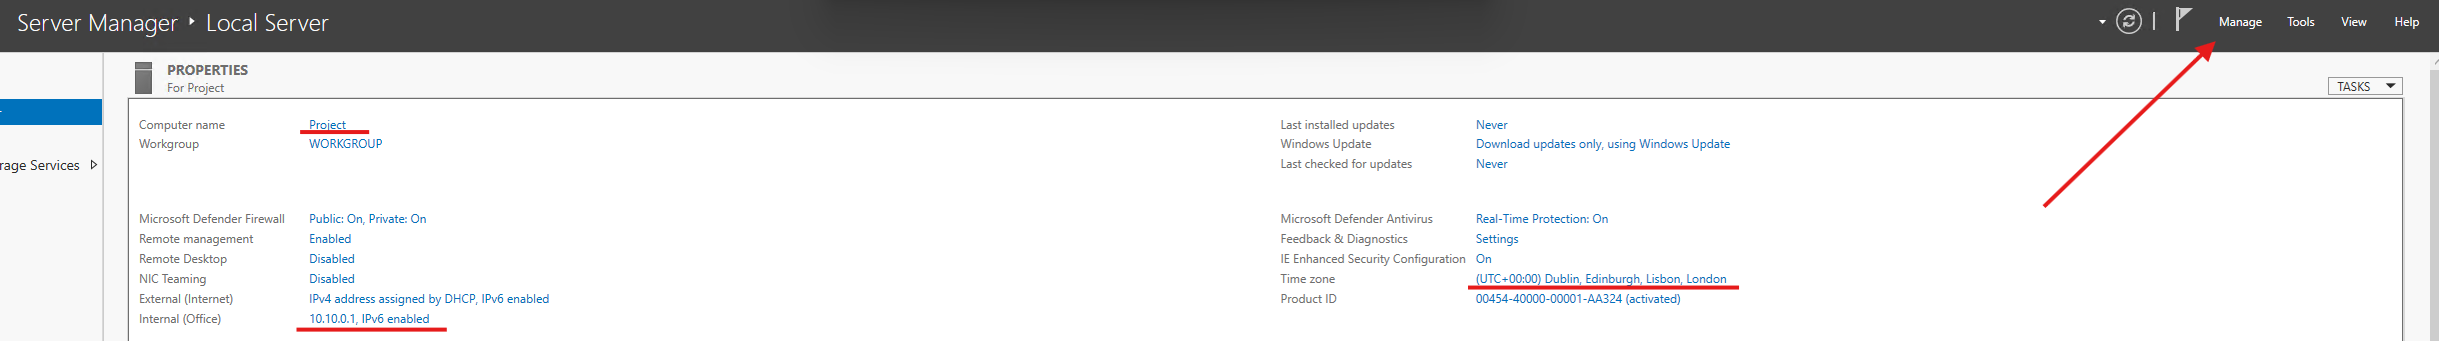 Server Manager ‣ Local Server
Manage Tools View Help
PROPERTIES
For Project
TASKS
Computer name Project
Workgroup WORKGROUP
Last installed updates Never
Windows Update Download updates only, using Windows Update
Last checked for updates Never
rage Services
Microsoft Defender Firewall Public: On, Private: On
Remote management Enabled
Remote Desktop Disabled
NIC Teaming Disabled
External (Internet) IPv4 address assigned by DHCP, IPv6 enabled
Internal (Office) 10.10.0.1, IPv6 enabled
Microsoft Defender Antivirus Real-Time Protection: On
Feedback & Diagnostics Settings
IE Enhanced Security Configuration On
Time zone (UTC+00:00) Dublin, Edinburgh, Lisbon, London
Product ID 00454-40000-00001-AA324 (activated)